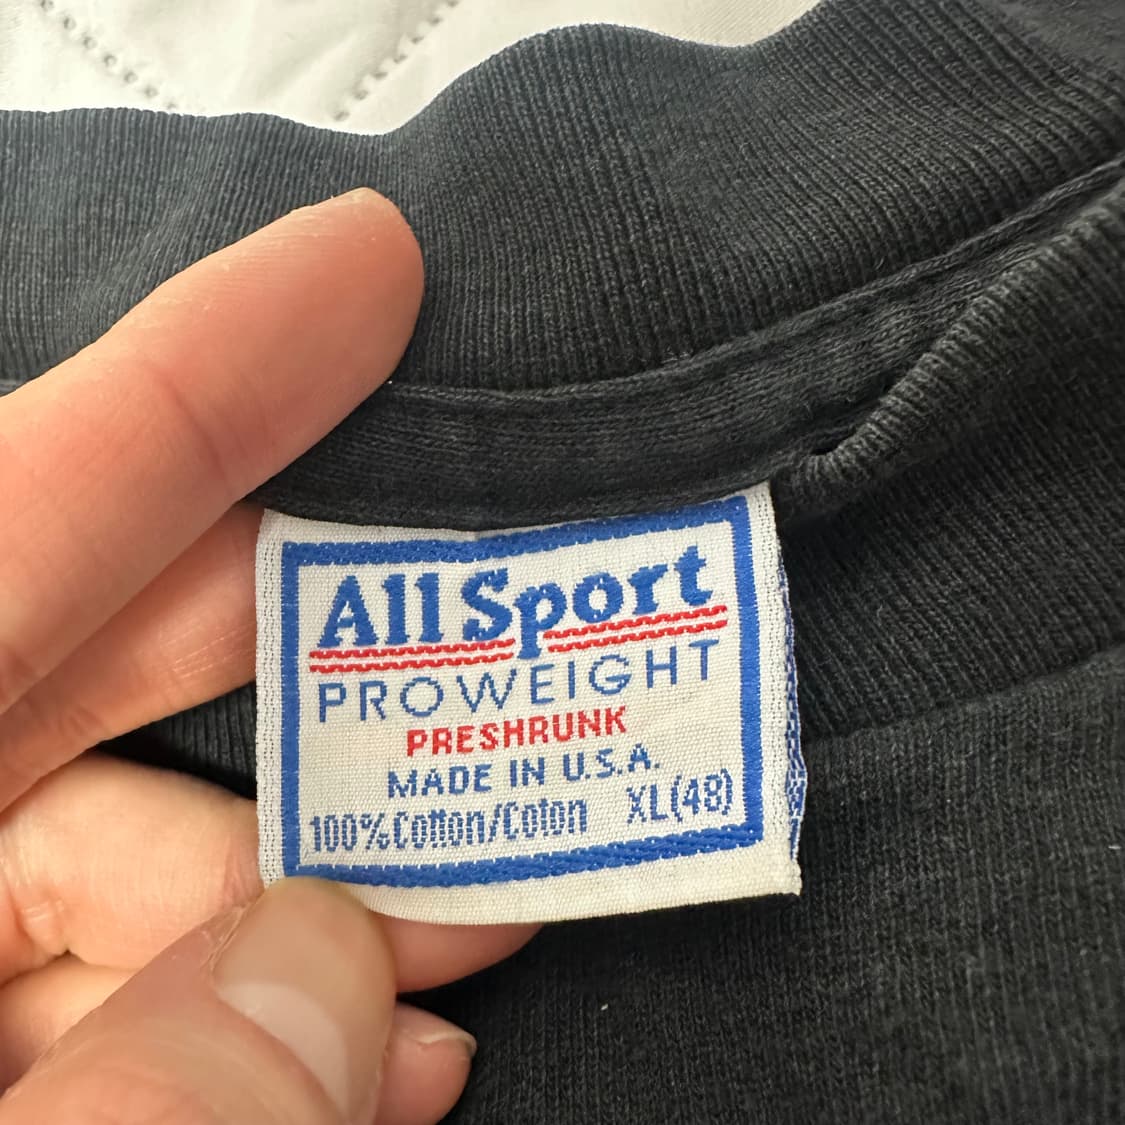 All Sport
PROWEIGHT
PRESHRUNK
MADE IN U.S.A.
100% Cotton/Coton XL(48)